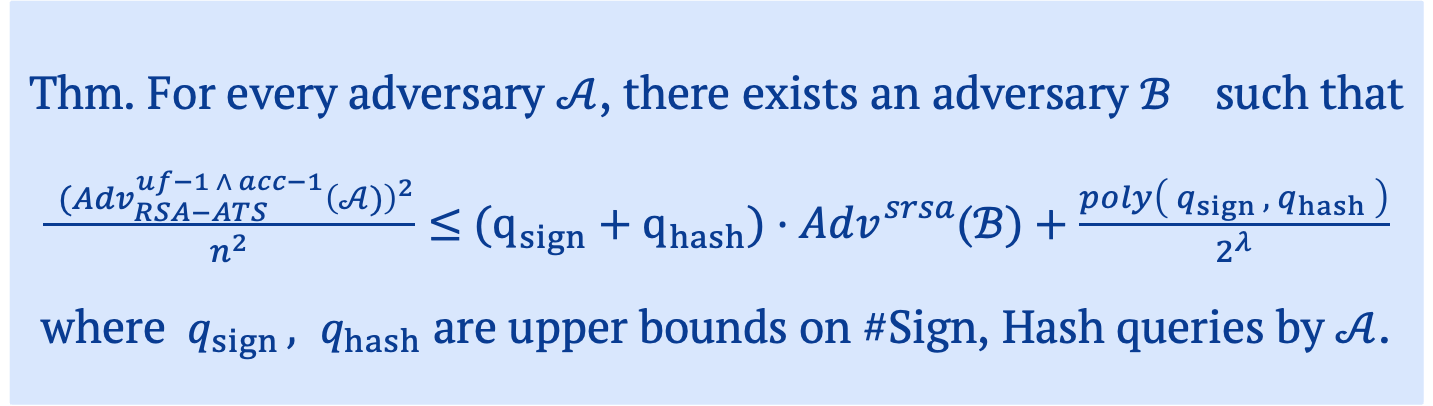 Thm. For every adversary 𝒜, there exists an adversary ℬ such that
(Adv^{uf−1 ∧ acc−1}_{RSA−ATS}(𝒜))² / n² ≤ (q_sign + q_hash) · Adv^{srsa}(ℬ) + poly( q_sign , q_hash ) / 2^λ
where q_sign , q_hash are upper bounds on #Sign, Hash queries by 𝒜.